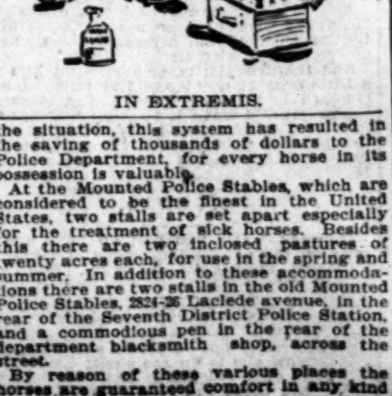 IN EXTREMIS.
the situation, this system has resulted in
the saving of thousands of dollars to the
Police Department, for every horse in its
possession is valuable.
At the Mounted Police Stables, which are
considered to be the finest in the United
States, two stalls are set apart especially
for the treatment of sick horses. Besides
this there are two inclosed pastures of
twenty acres each, for use in the spring and
summer. In addition to these accommoda-
tions there are two stalls in the old Mounted
Police Stables, 2824-26 Laclede avenue, in the
rear of the Seventh District Police Station,
and a commodious pen in the rear of the
department blacksmith shop, across the
street.
By reason of these various places the
horses are guaranteed comfort in any kind